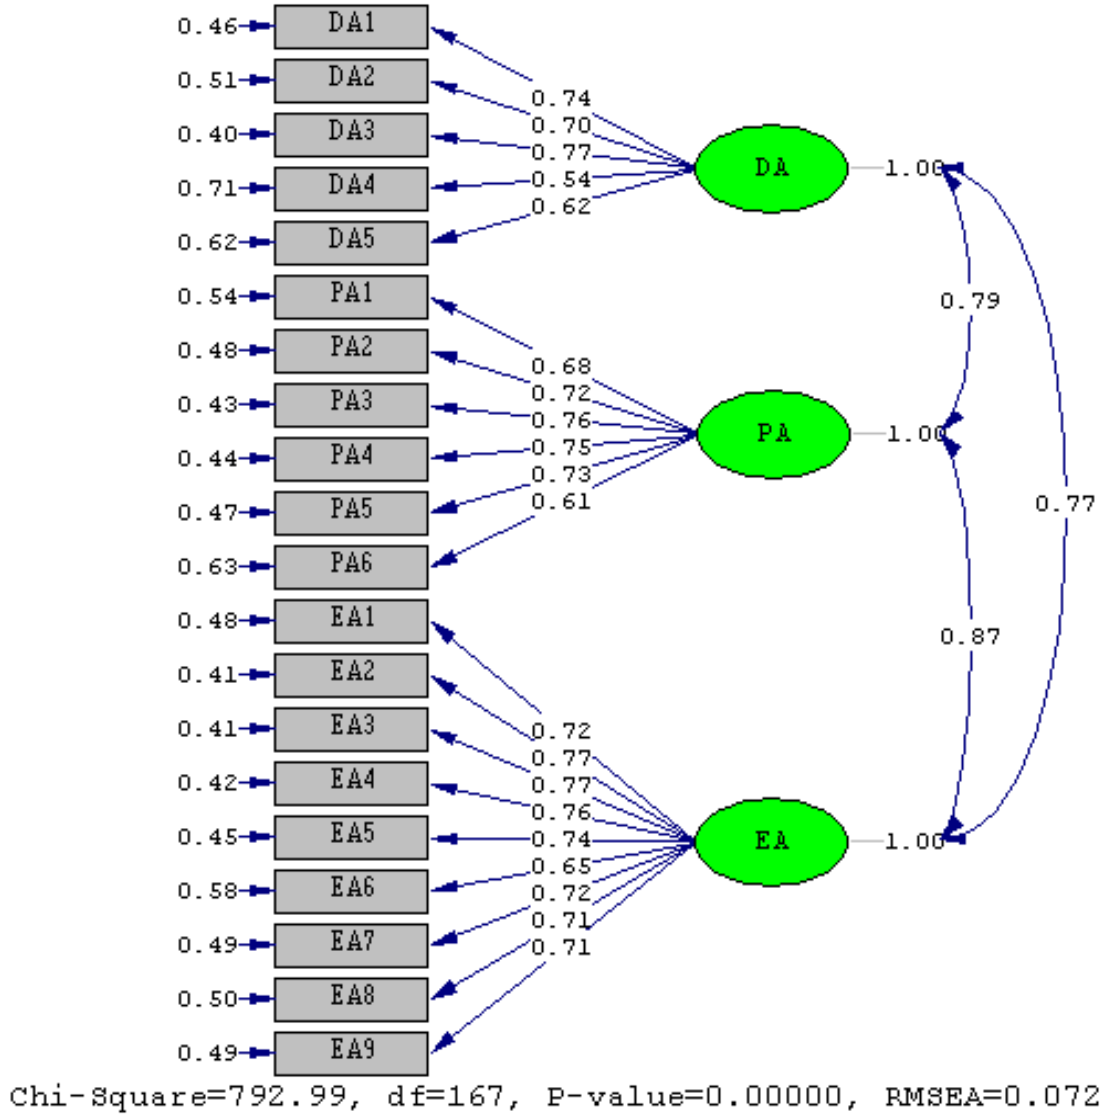 0.46 DA1
0.51 DA2
0.74
0.70
0.40 DA3
0.77
DA 1.00
0.71 DA4
0.54
0.62
0.62 DA5
0.54 PA1
0.79
0.48 PA2
0.68
0.72
0.43 PA3
0.76
PA 1.00
0.44 PA4
0.75
0.73
0.61
0.77
0.47 PA5
0.63 PA6
0.48 EA1
0.87
0.41 EA2
0.41 EA3
0.72
0.77
0.42 EA4
0.77
0.76
0.45 EA5
0.74
EA 1.00
0.65
0.58 EA6
0.72
0.71
0.49 EA7
0.71
0.50 EA8
0.49 EA9
Chi-Square=792.99, df=167, P-value=0.00000, RMSEA=0.072